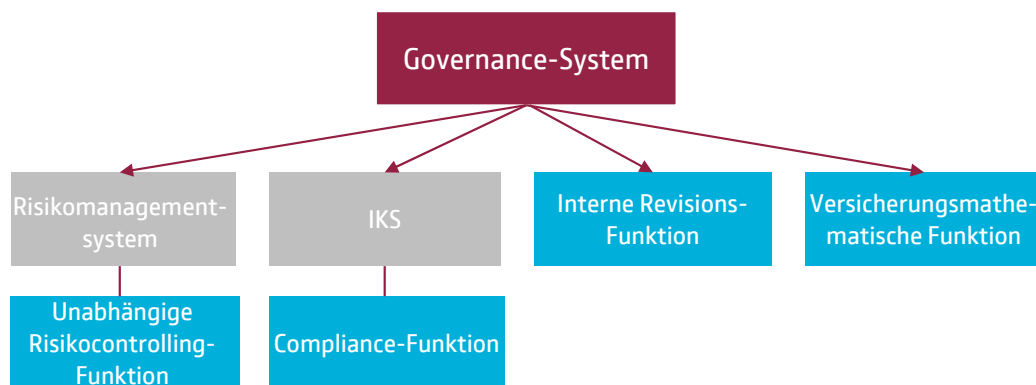 Governance-System
Risikomanagement-
system
IKS
Interne Revisions-
Funktion
Versicherungsmathe-
matische Funktion
Unabhängige
Risikocontrolling-
Funktion
Compliance-Funktion